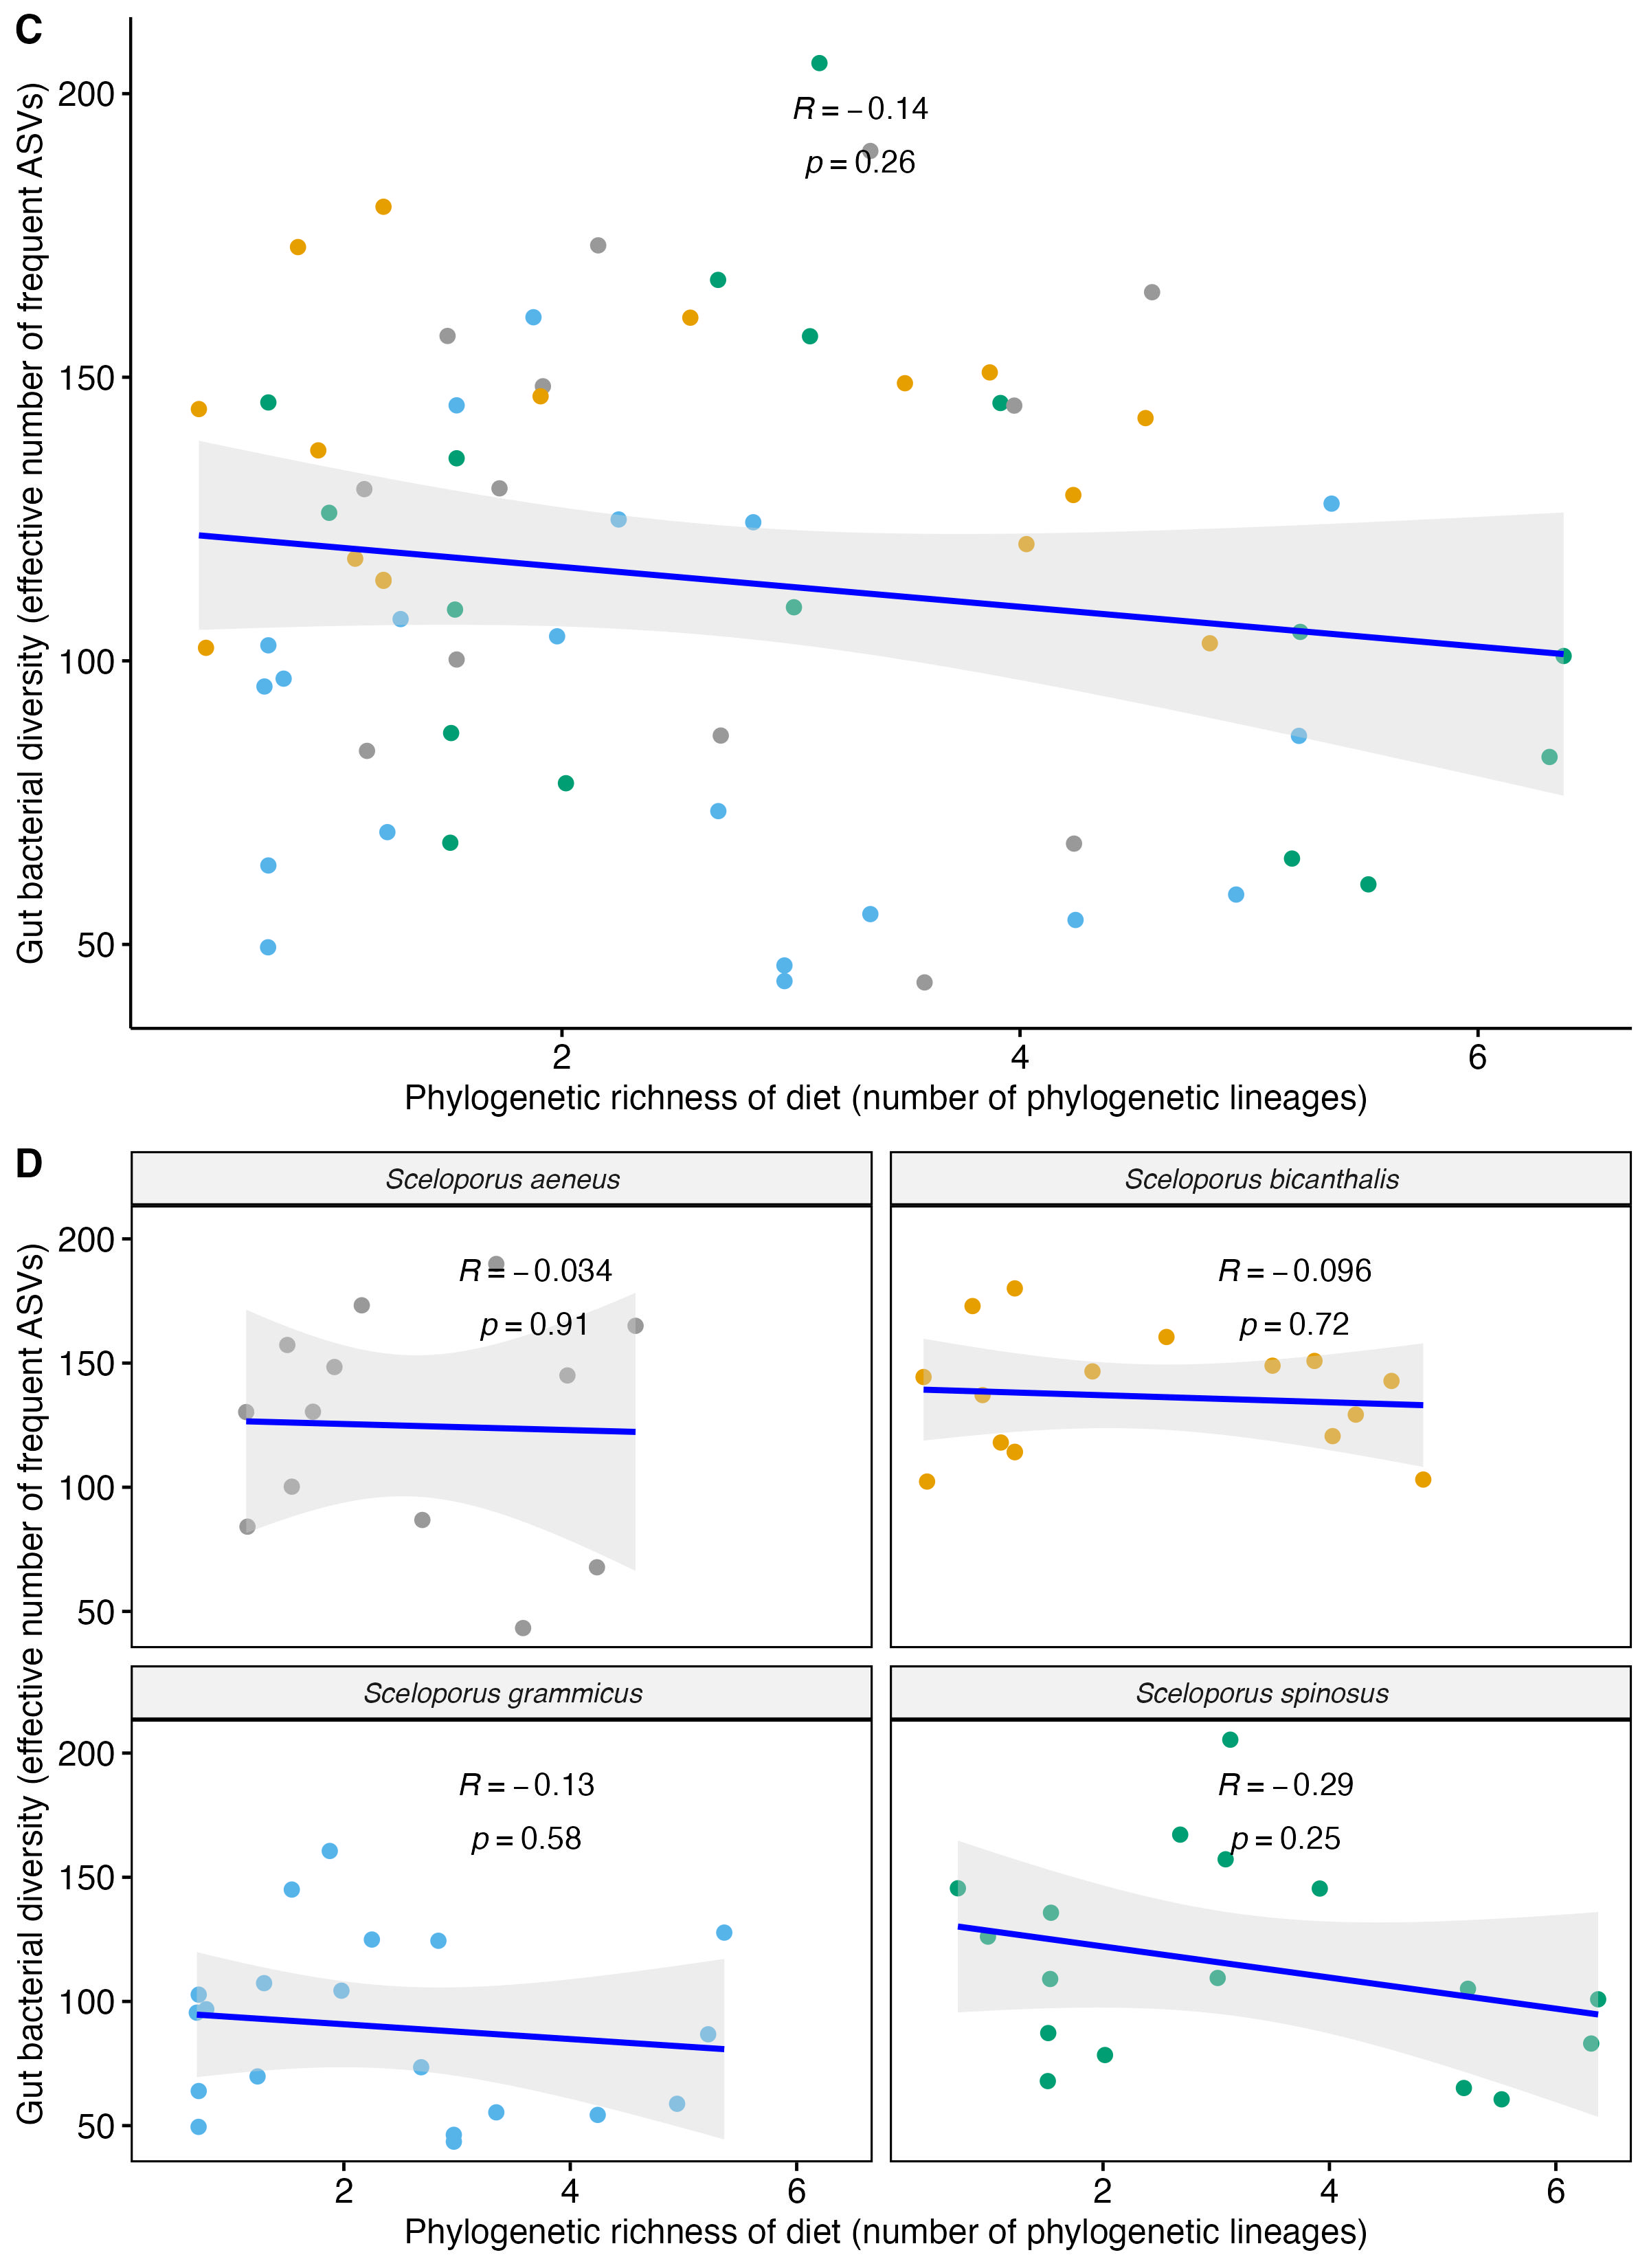 C
Gut bacterial diversity (effective number of frequent ASVs)
200
150
100
50
R = −0.14
p = 0.26
2 4 6
Phylogenetic richness of diet (number of phylogenetic lineages)
D
Gut bacterial diversity (effective number of frequent ASVs)
Sceloporus aeneus
200
150
100
50
R = −0.034
p = 0.91
Sceloporus bicanthalis
R = −0.096
p = 0.72
Sceloporus grammicus
200
150
100
50
R = −0.13
p = 0.58
2 4 6
Sceloporus spinosus
R = −0.29
p = 0.25
2 4 6
Phylogenetic richness of diet (number of phylogenetic lineages)